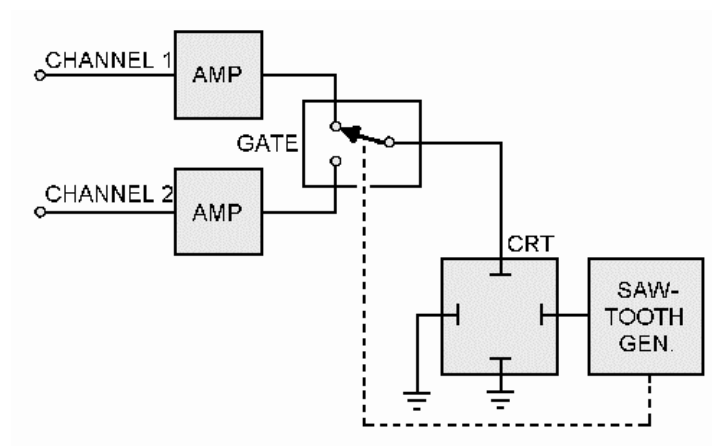 CHANNEL 1
AMP
GATE
CHANNEL 2
AMP
CRT
SAW-
TOOTH
GEN.